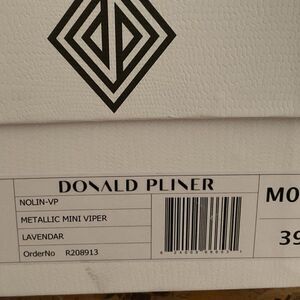 DONALD PLINER
NOLIN-VP
METALLIC MINI VIPER
LAVENDAR
OrderNo R208913
M0
39